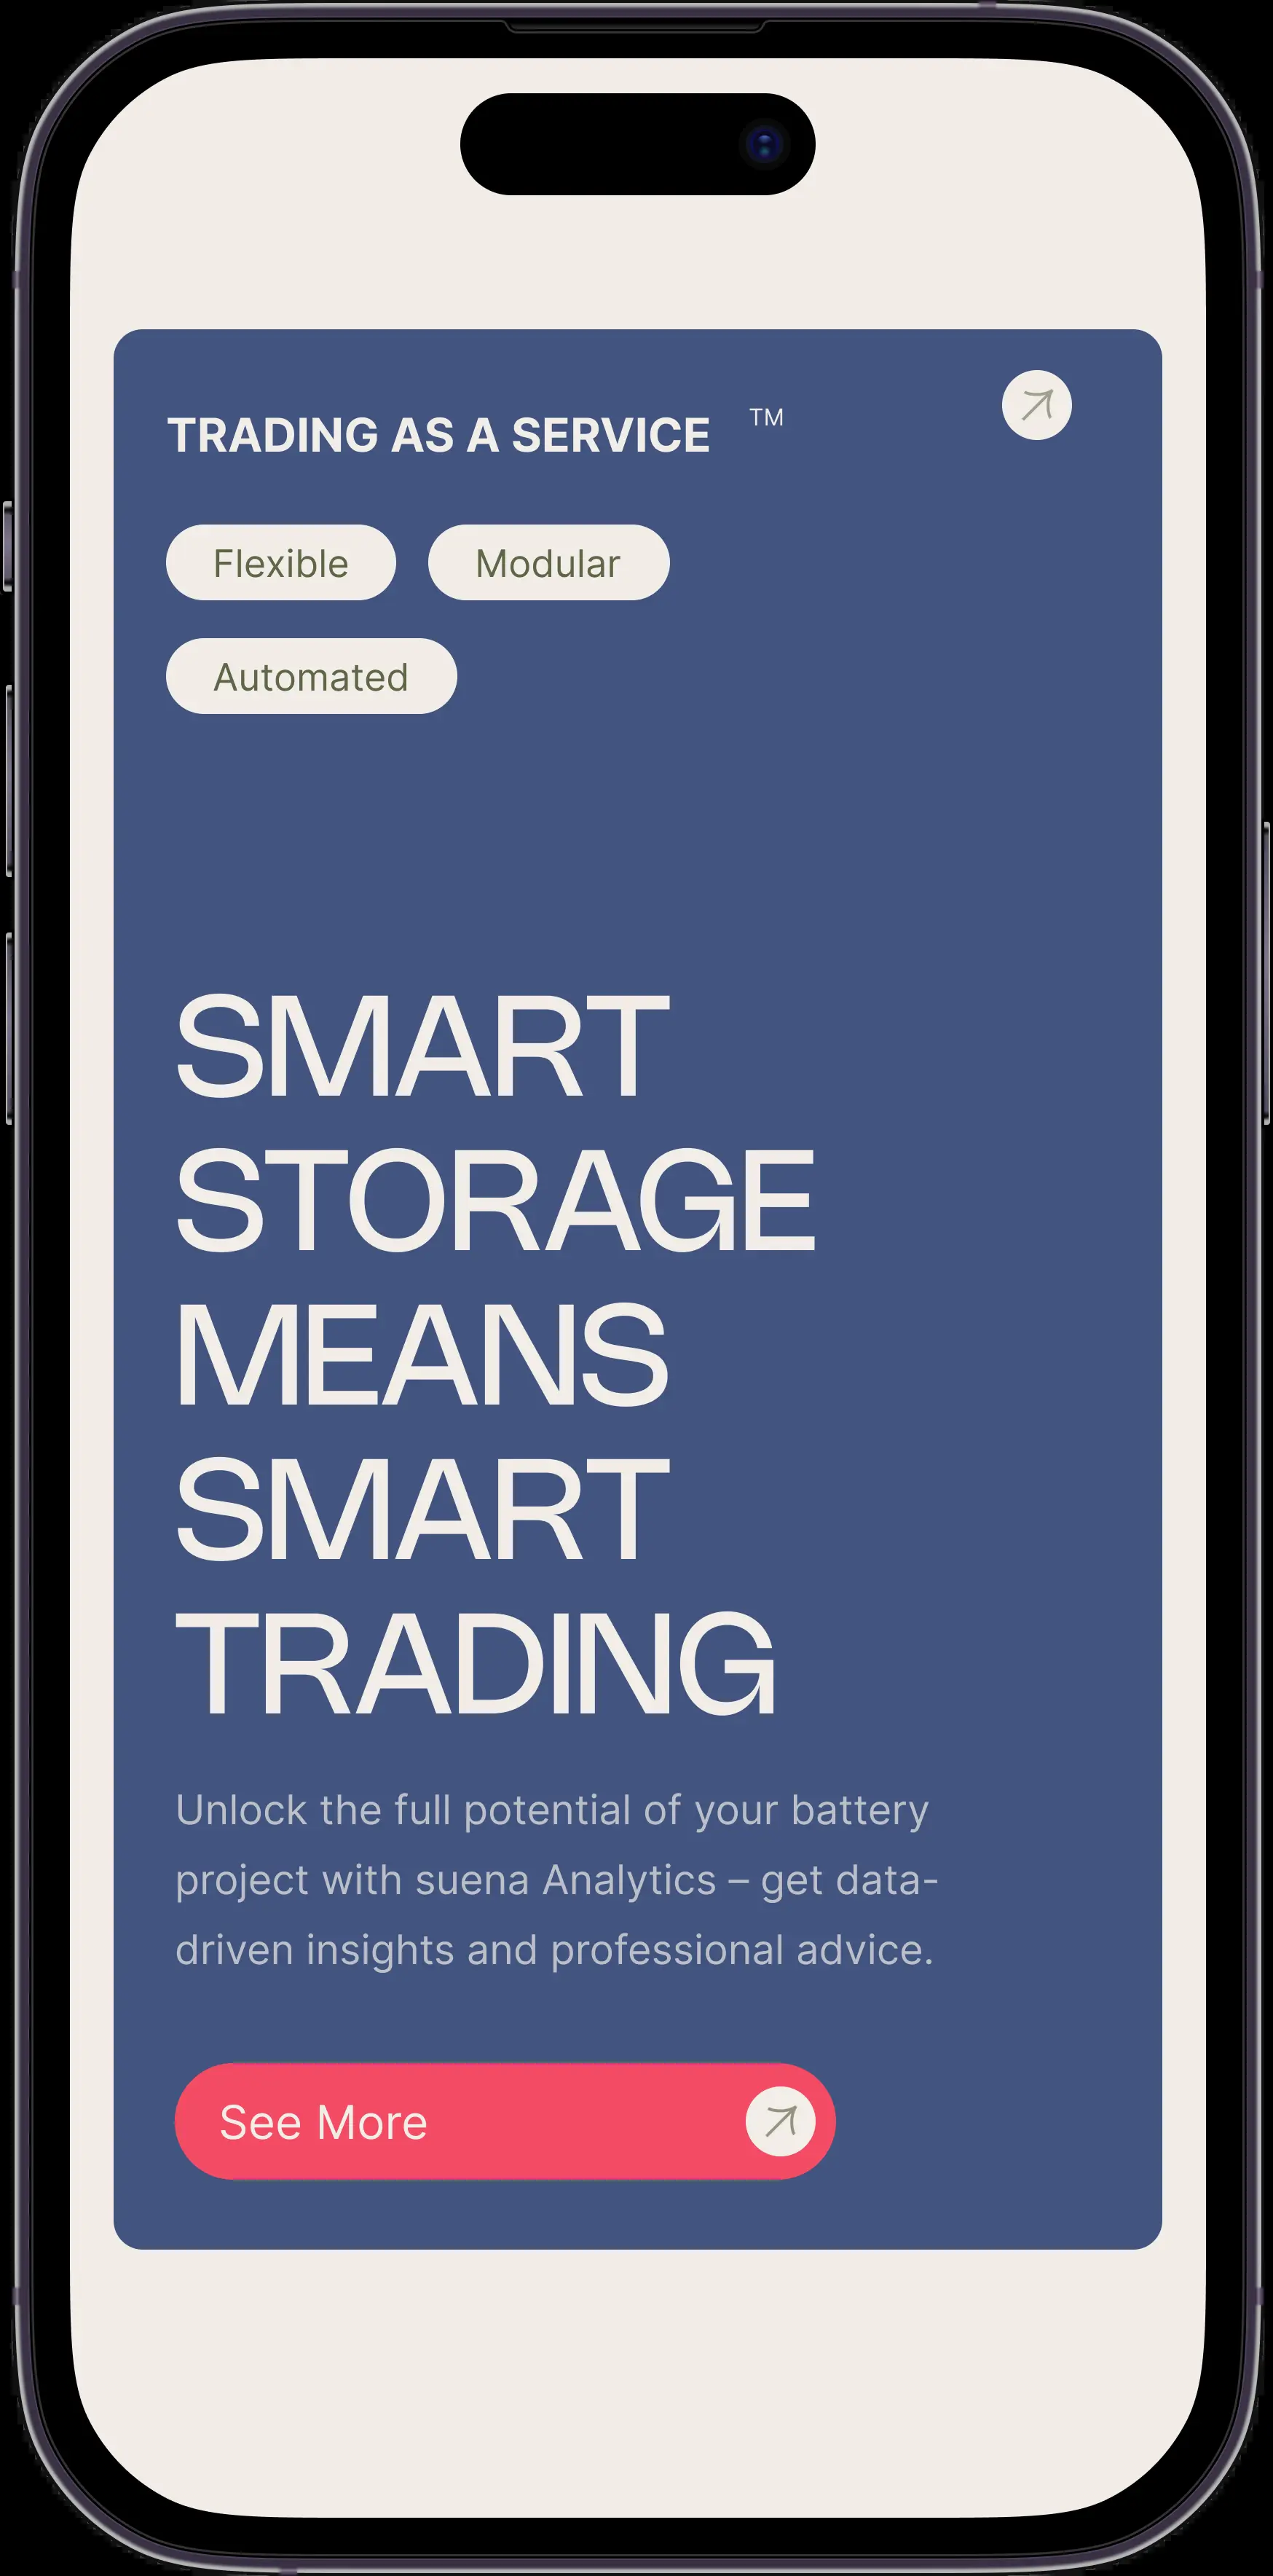 TRADING AS A SERVICE TM
Flexible Modular
Automated
SMART
STORAGE
MEANS
SMART
TRADING
Unlock the full potential of your battery
project with suena Analytics – get data-
driven insights and professional advice.
See More